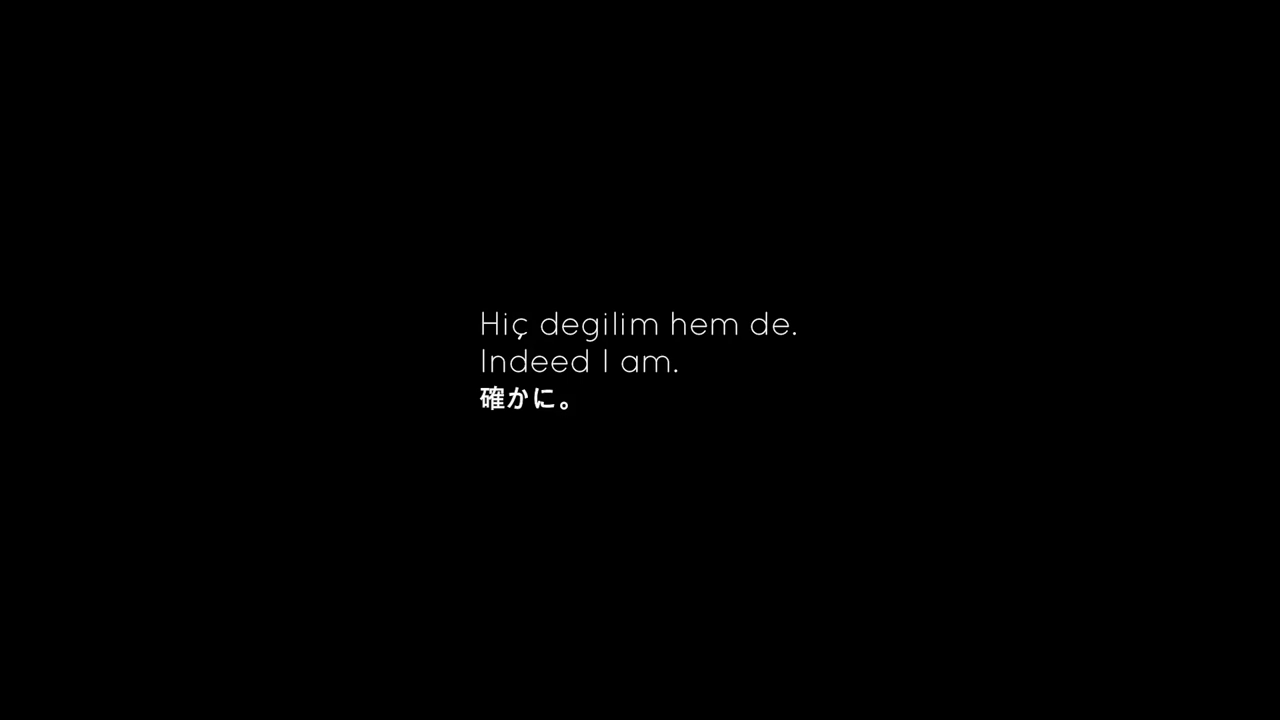 Hiç degilim hem de.
Indeed I am.
確かに。